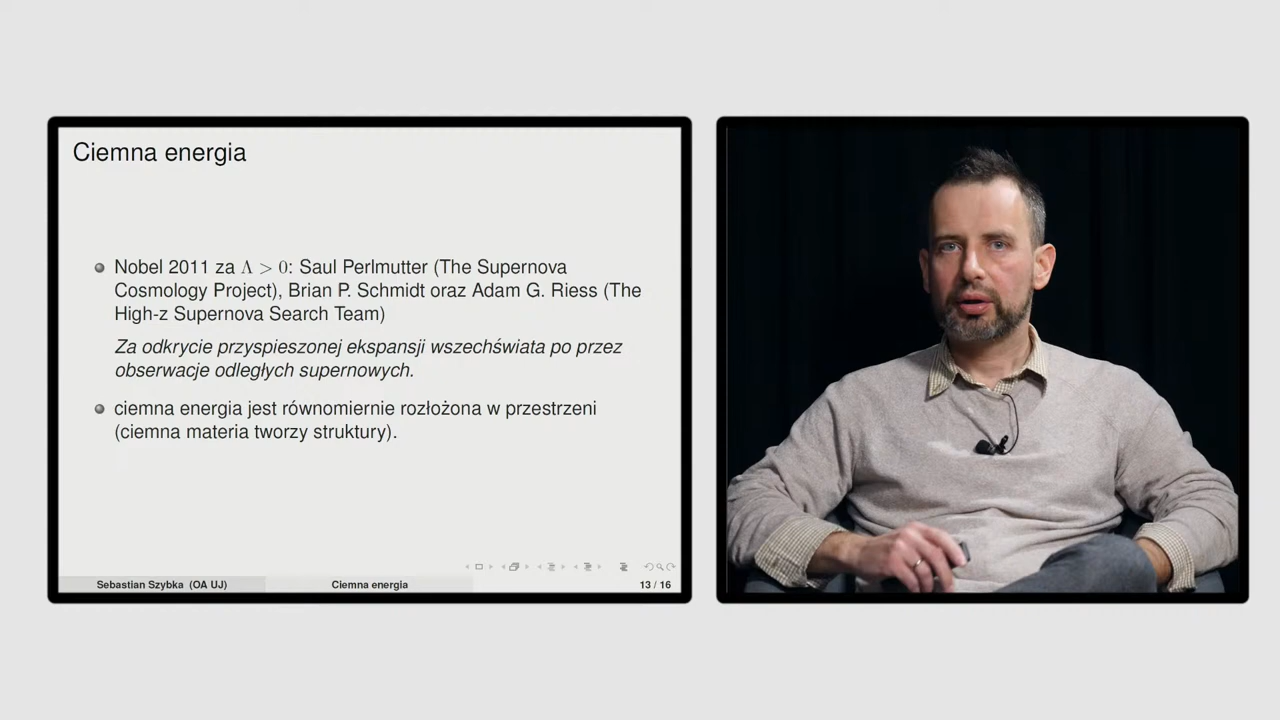 Ciemna energia
Nobel 2011 za Λ > 0: Saul Perlmutter (The Supernova
Cosmology Project), Brian P. Schmidt oraz Adam G. Riess (The
High-z Supernova Search Team)
Za odkrycie przyspieszonej ekspansji wszechświata po przez
obserwacje odległych supernowych.
ciemna energia jest równomiernie rozłożona w przestrzeni
(ciemna materia tworzy struktury).
Sebastian Szybka (OA UJ) Ciemna energia 13 / 16